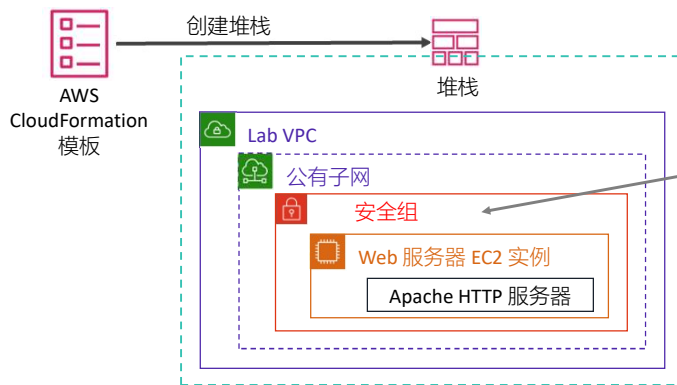 创建堆栈
AWS
CloudFormation
模板
堆栈
Lab VPC
公有子网
安全组
Web 服务器 EC2 实例
Apache HTTP 服务器